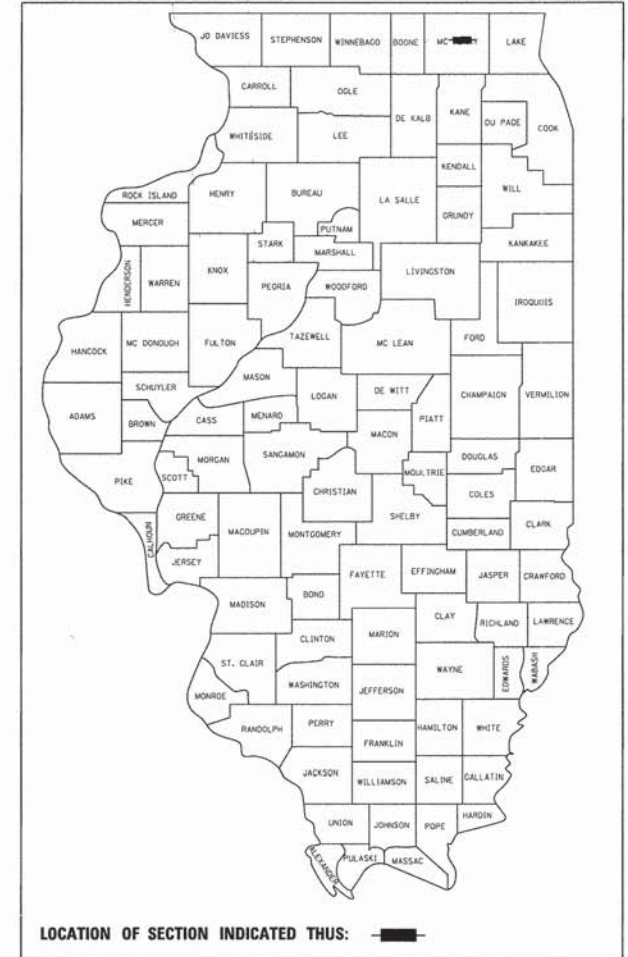 JO DAVIESS STEPHENSON WINNEBAGO BOONE MC Y LAKE
CARROLL OGLE DE KALB KANE DU PAGE COOK
WHITESIDE LEE KENDALL WILL
ROCK ISLAND HENRY BUREAU LA SALLE GRUNDY
MERCER STARK PUTNAM MARSHALL KANKAKEE
HENDERSON WARREN KNOX PEORIA WOODFORD LIVINGSTON IROQUOIS
HANCOCK MC DONOUGH FULTON TAZEWELL MC LEAN FORD
SCHUYLER MASON LOGAN DE WITT CHAMPAIGN VERMILION
ADAMS BROWN CASS MENARD MACON PIATT
PIKE SCOTT MORGAN SANGAMON MOULTRIE DOUGLAS EDGAR
CHRISTIAN COLES
CALHOUN GREENE MACOUPIN MONTGOMERY SHELBY CUMBERLAND CLARK
JERSEY FAYETTE EFFINGHAM JASPER CRAWFORD
MADISON BOND CLAY RICHLAND LAWRENCE
ST. CLAIR CLINTON MARION WAYNE EDWARDS WABASH
MONROE WASHINGTON JEFFERSON
RANDOLPH PERRY FRANKLIN HAMILTON WHITE
JACKSON WILLIAMSON SALINE GALLATIN
UNION JOHNSON POPE HARDIN
ALEXANDER PULASKI MASSAC
LOCATION OF SECTION INDICATED THUS: